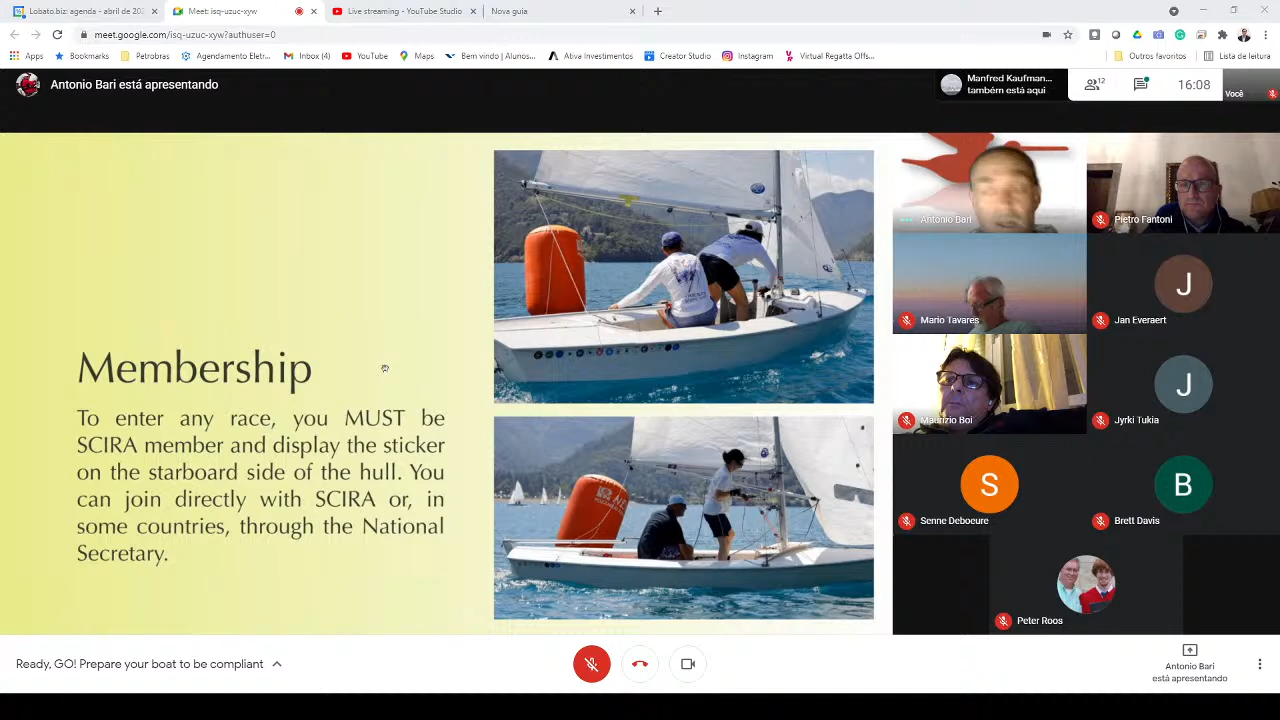 Lobato.biz: agenda - abril de 202
Meet: isq-uzuc-xyw
Live streaming - YouTube Studio
Nova guia
meet.google.com/isq-uzuc-xyw?authuser=0
Apps
Bookmarks
Petrobras
Agendamento Eletr...
Inbox (4)
YouTube
Maps
Bem vindo | Alunos...
Ativa Investimentos
Creator Studio
Instagram
Virtual Regatta Offs...
Outros favoritos
Lista de leitura
Antonio Bari está apresentando
Manfred Kaufman...
também está aqui
12
16:08
Você
Membership
To enter any race, you MUST be
SCIRA member and display the sticker
on the starboard side of the hull. You
can join directly with SCIRA or, in
some countries, through the National
Secretary.
Antonio Bari
Pietro Fantoni
Mario Tavares
J
Jan Everaert
Maurizio Boi
J
Jyrki Tukia
S
Senne Deboeure
B
Brett Davis
Peter Roos
Ready, GO! Prepare your boat to be compliant
Antonio Bari
está apresentando